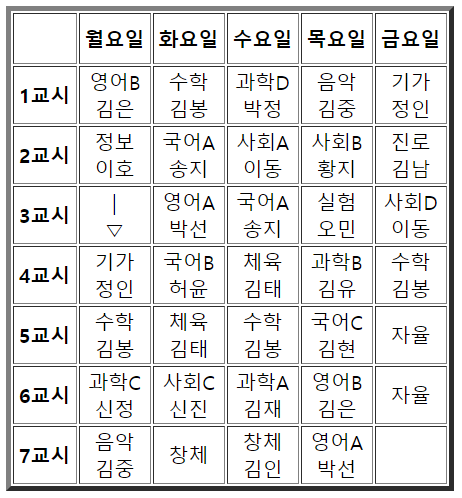 월요일 화요일 수요일 목요일 금요일
1교시 영어B 수학 과학D 음악 기가
김은 김봉 박정 김중 정인
2교시 정보 국어A 사회A 사회B 진로
이호 송지 이동 황지 김남
3교시 | 영어A 국어A 실험 사회D
▽ 박선 송지 오민 이동
4교시 기가 국어B 체육 과학B 수학
정인 허윤 김태 김유 김봉
5교시 수학 체육 수학 국어C 자율
김봉 김태 김봉 김현
6교시 과학C 사회C 과학A 영어B 자율
신정 신진 김재 김은
7교시 음악 창체 창체 영어A
김중 김인 박선